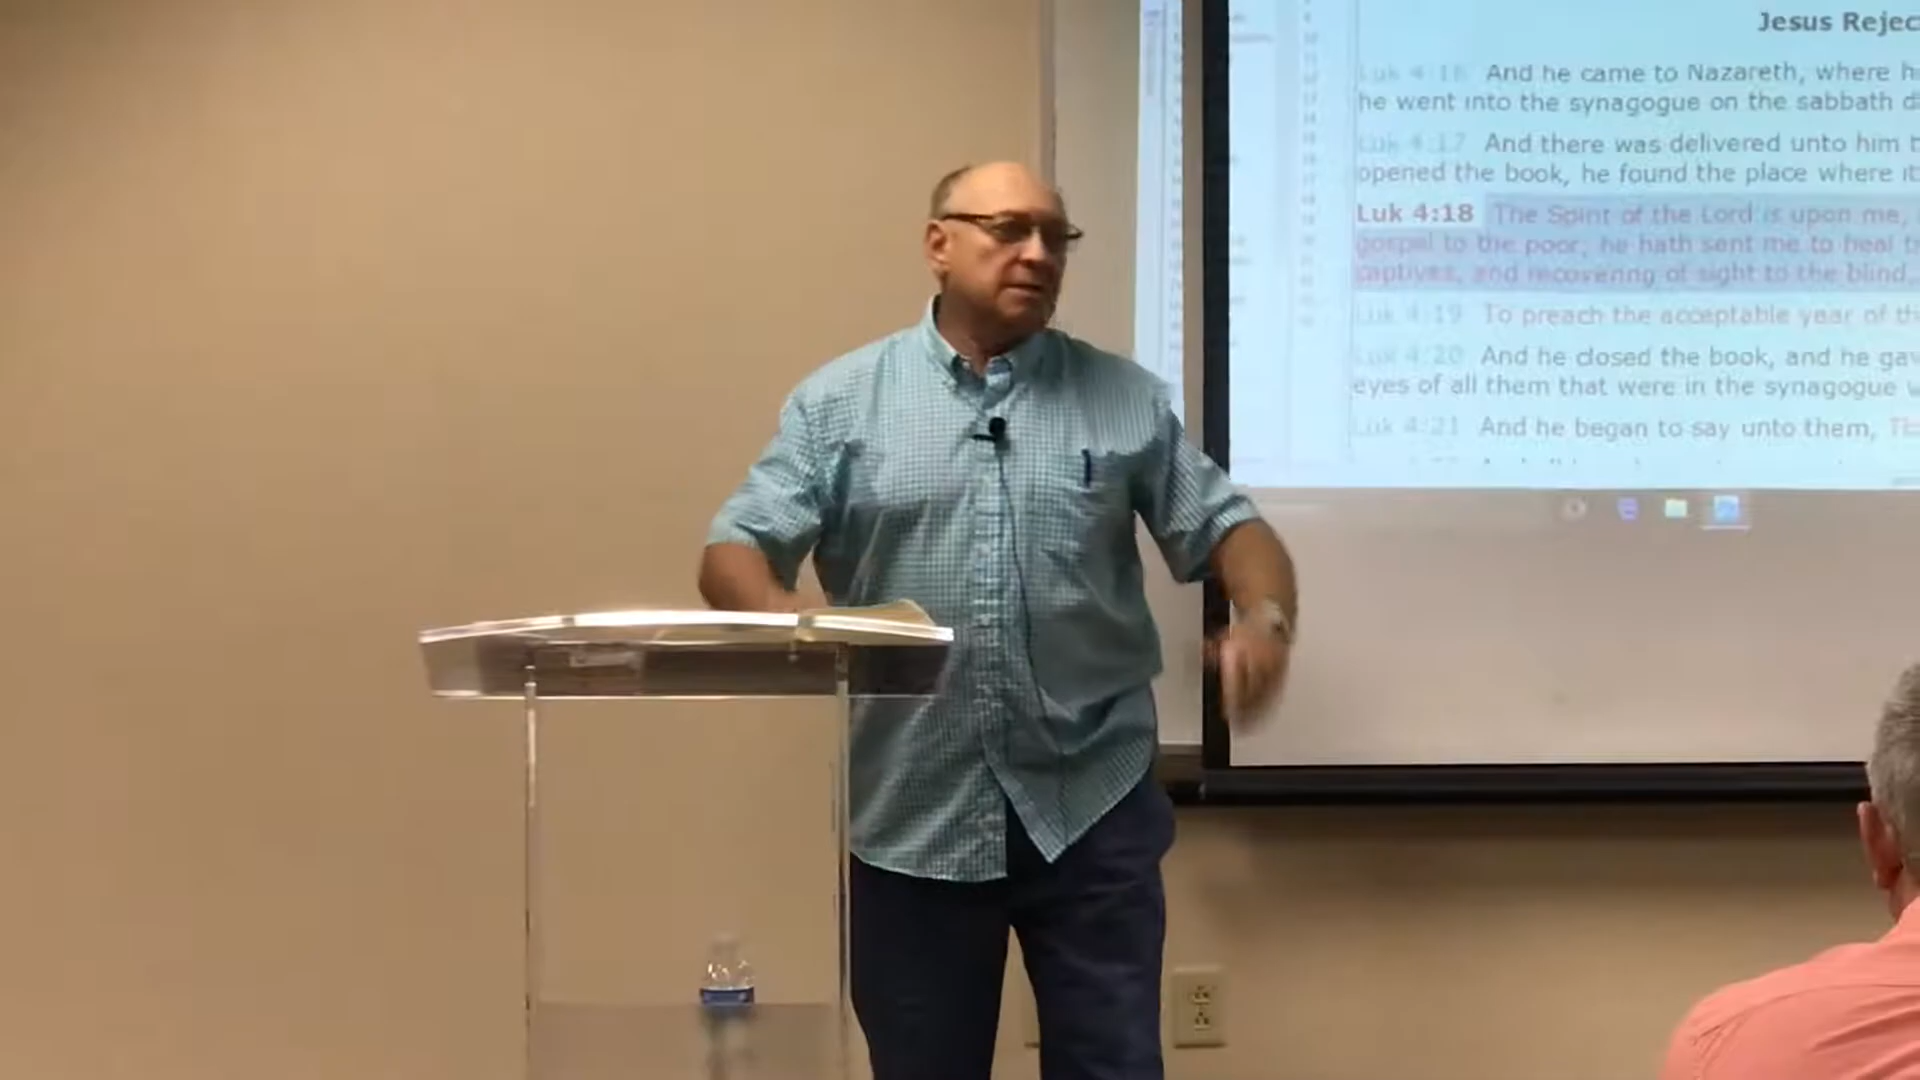 Jesus Rejec
Luk 4:16 And he came to Nazareth, where h
he went into the synagogue on the sabbath d
Luk 4:17 And there was delivered unto him t
opened the book, he found the place where it
Luk 4:18 The Spirit of the Lord is upon me,
gospel to the poor; he hath sent me to heal t
captives, and recovering of sight to the blind,
Luk 4:19 To preach the acceptable year of th
Luk 4:20 And he closed the book, and he gav
eyes of all them that were in the synagogue w
Luk 4:21 And he began to say unto them, Th